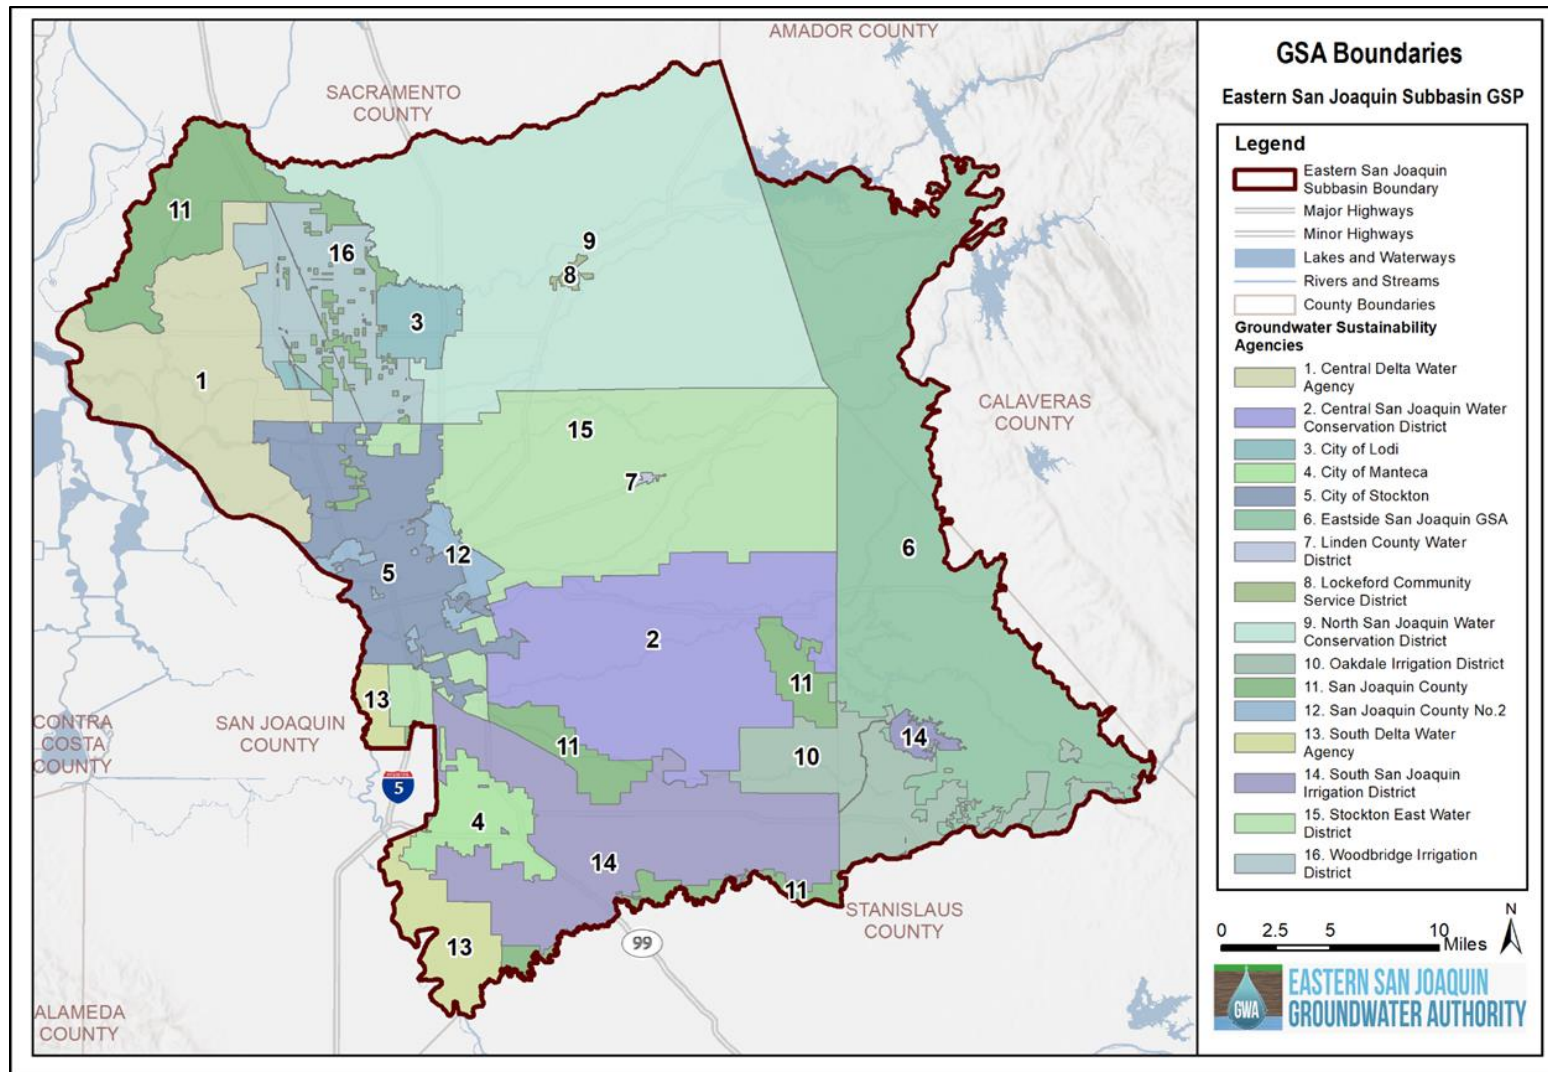 AMADOR COUNTY
SACRAMENTO
COUNTY
11
16
9
8
3
1
CALAVERAS
COUNTY
15
7
12
6
5
2
11
13
CONTRA
COSTA
COUNTY
SAN JOAQUIN
COUNTY
11
14
10
5
4
14
11
STANISLAUS
COUNTY
13
99
ALAMEDA
COUNTY
GSA Boundaries
Eastern San Joaquin Subbasin GSP
Legend
Eastern San Joaquin
Subbasin Boundary
Major Highways
Minor Highways
Lakes and Waterways
Rivers and Streams
County Boundaries
Groundwater Sustainability
Agencies
1. Central Delta Water
Agency
2. Central San Joaquin Water
Conservation District
3. City of Lodi
4. City of Manteca
5. City of Stockton
6. Eastside San Joaquin GSA
7. Linden County Water
District
8. Lockeford Community
Service District
9. North San Joaquin Water
Conservation District
10. Oakdale Irrigation District
11. San Joaquin County
12. San Joaquin County No.2
13. South Delta Water
Agency
14. South San Joaquin
Irrigation District
15. Stockton East Water
District
16. Woodbridge Irrigation
District
N
0 2.5 5 10
Miles
GWA
EASTERN SAN JOAQUIN
GROUNDWATER AUTHORITY